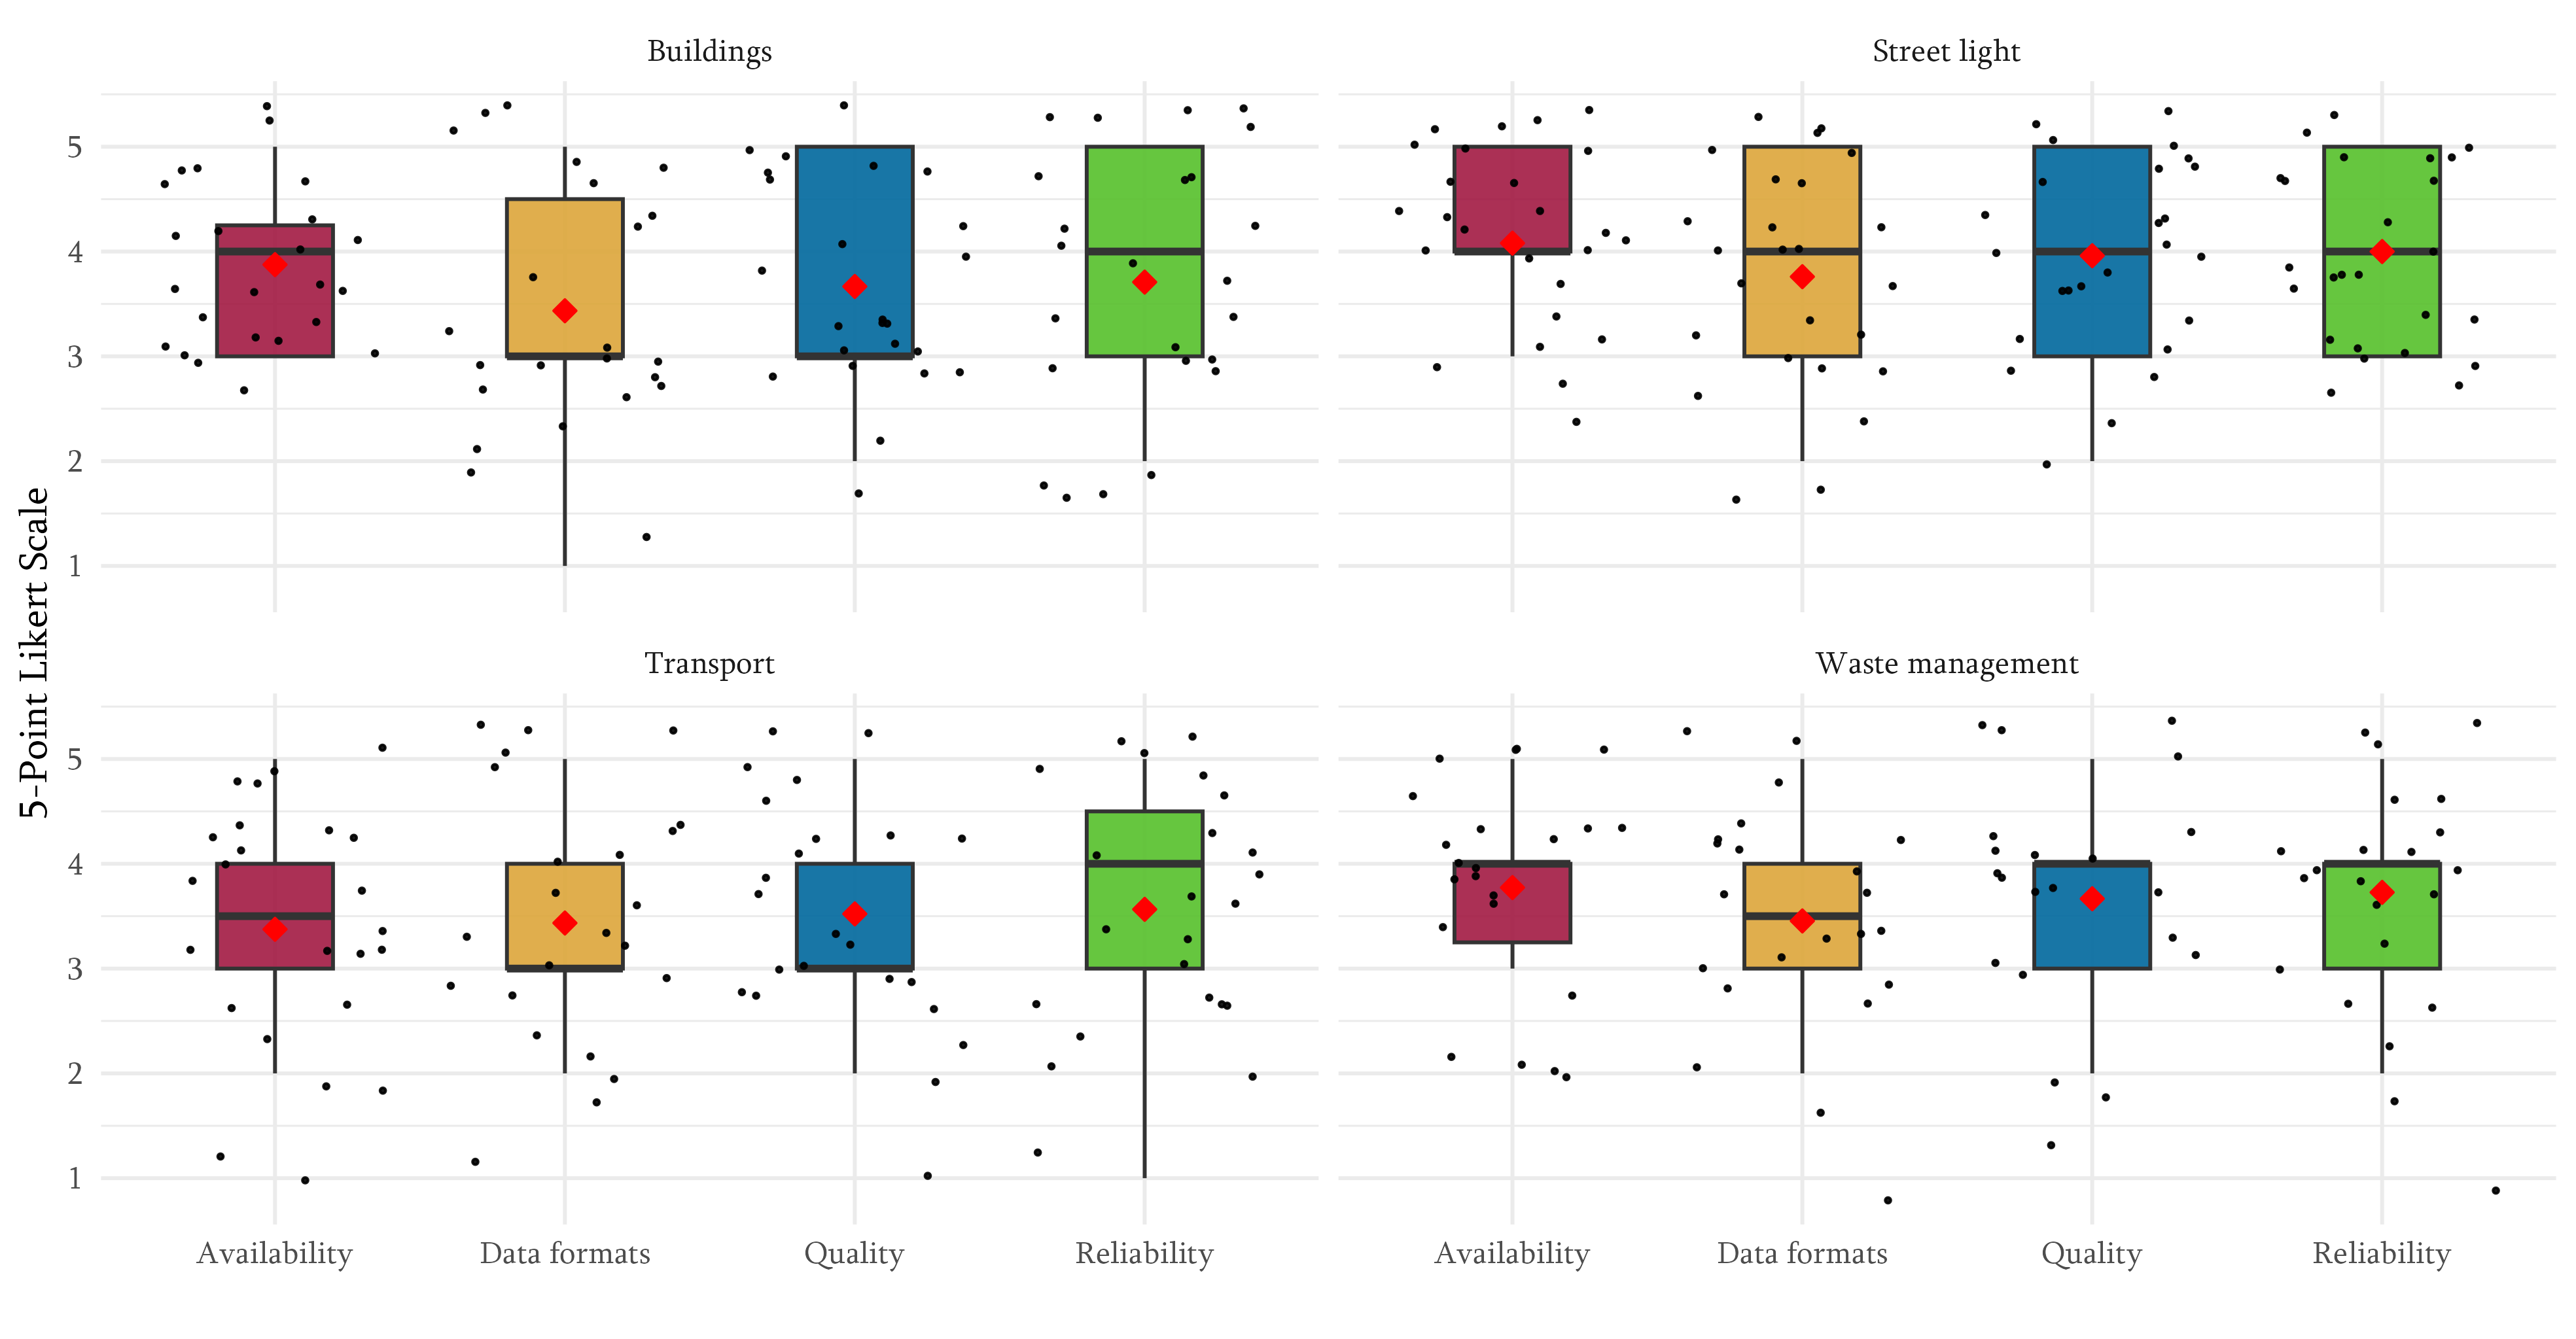 5-Point Likert Scale
Buildings
Street light
5
4
3
2
1
Transport
Waste management
5
4
3
2
1
Availability
Data formats
Quality
Reliability
Availability
Data formats
Quality
Reliability